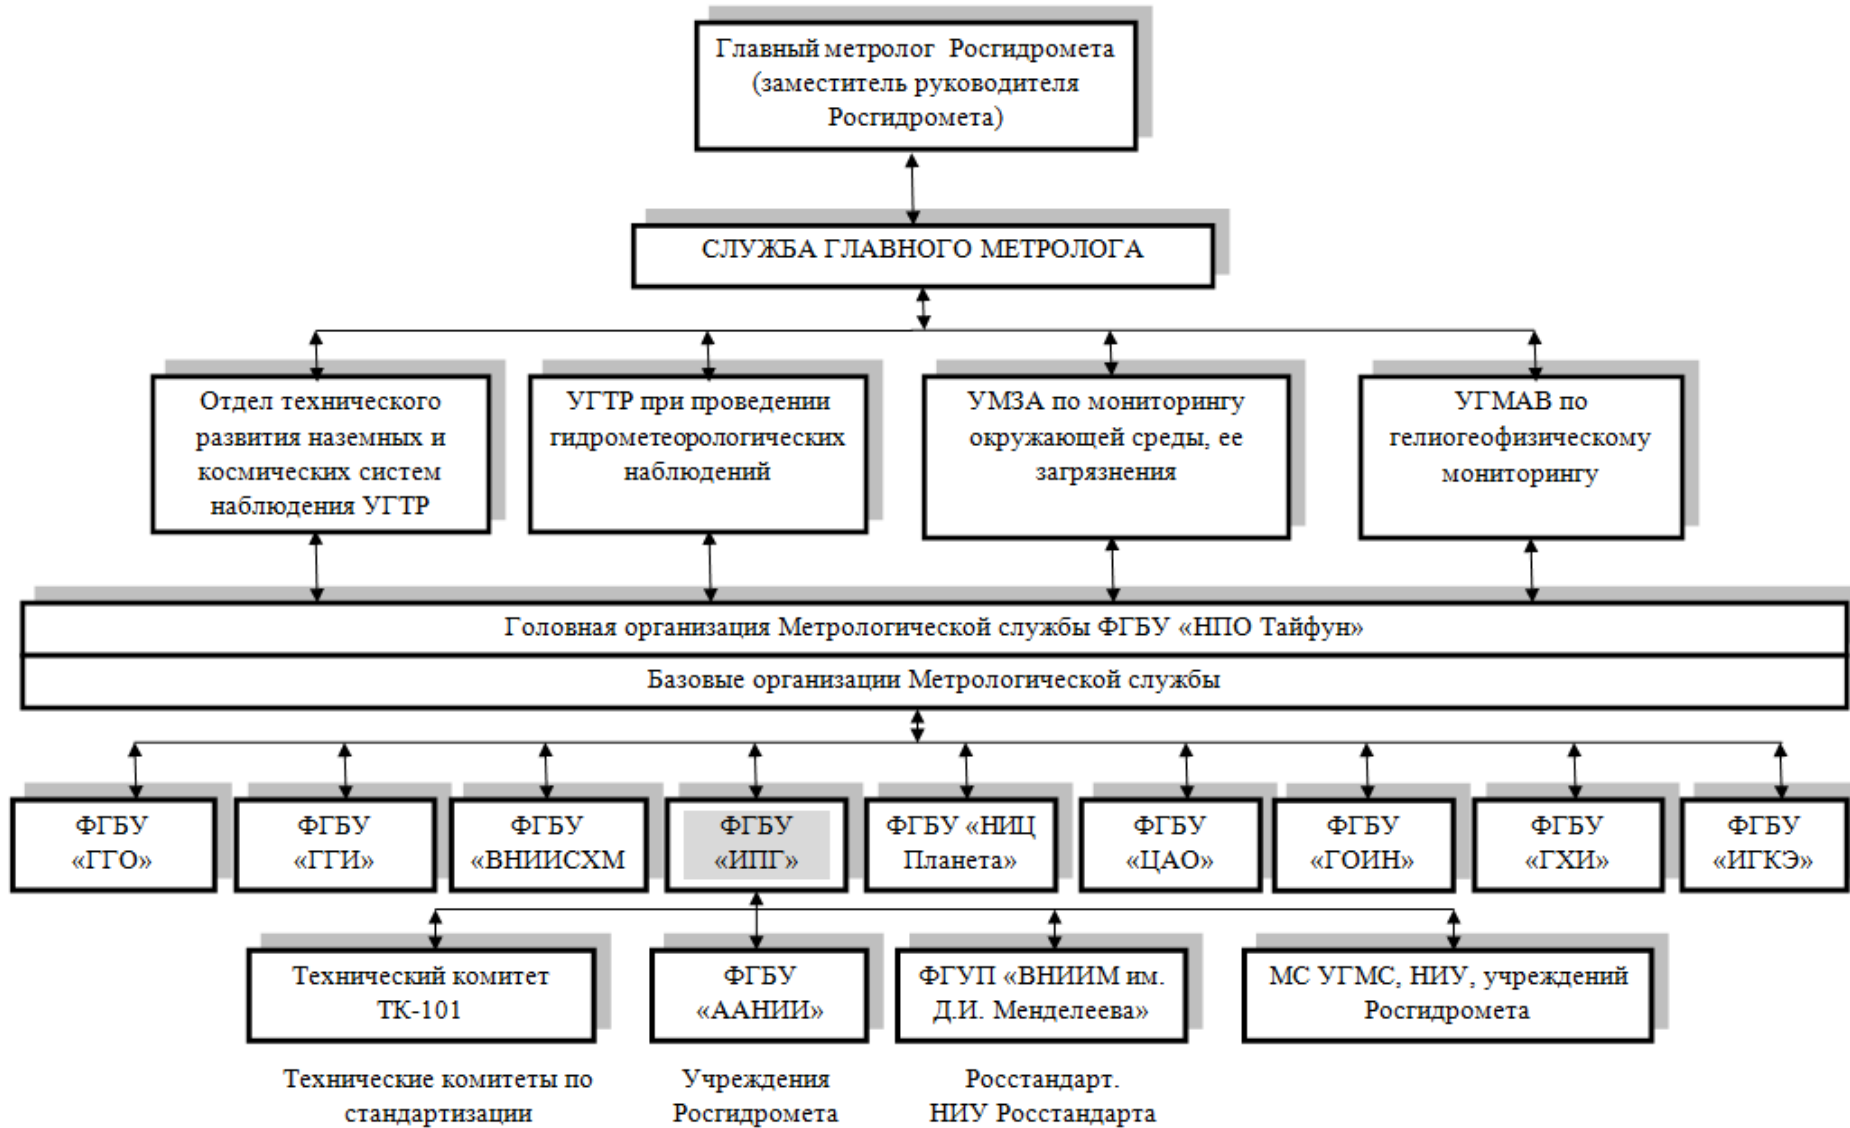 Главный метролог Росгидромета
(заместитель руководителя
Росгидромета)
СЛУЖБА ГЛАВНОГО МЕТРОЛОГА
Отдел технического
развития наземных и
космических систем
наблюдения УГТР
УГТР при проведении
гидрометеорологических
наблюдений
УМЗА по мониторингу
окружающей среды, ее
загрязнения
УГМАВ по
гелиогеофизическому
мониторингу
Головная организация Метрологической службы ФГБУ «НПО Тайфун»
Базовые организации Метрологической службы
ФГБУ
«ГГО»
ФГБУ
«ГГИ»
ФГБУ
«ВНИИСХМ
ФГБУ
«ИПГ»
ФГБУ «НИЦ
Планета»
ФГБУ
«ЦАО»
ФГБУ
«ГОИН»
ФГБУ
«ГХИ»
ФГБУ
«ИГКЭ»
Технический комитет
ТК-101
ФГБУ
«ААНИИ»
ФГУП «ВНИИМ им.
Д.И. Менделеева»
МС УГМС, НИУ, учреждений
Росгидромета
Технические комитеты по
стандартизации
Учреждения
Росгидромета
Росстандарт.
НИУ Росстандарта